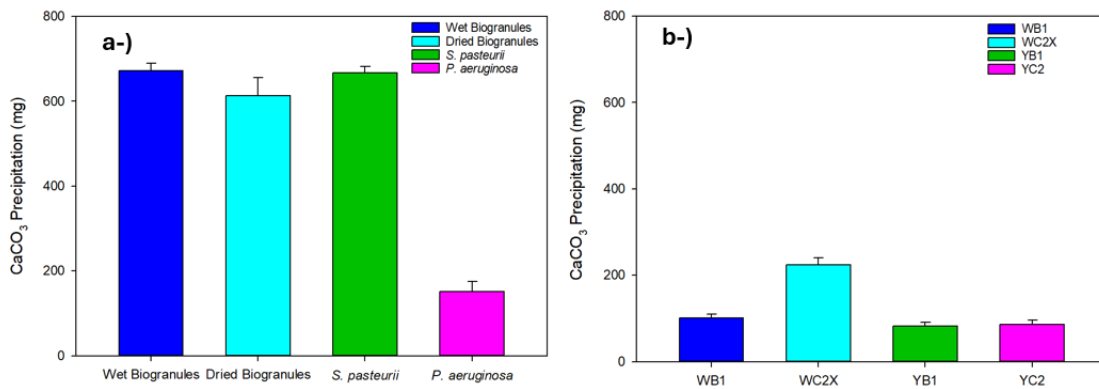 a-)
CaCO₃ Precipitation (mg)
800
600
400
200
0
Wet Biogranules
Dried Biogranules
S. pasteurii
P. aeruginosa
Wet Biogranules Dried Biogranules S. pasteurii P. aeruginosa
b-)
CaCO₃ Precipitation (mg)
800
600
400
200
0
WB1
WC2X
YB1
YC2
WB1 WC2X YB1 YC2